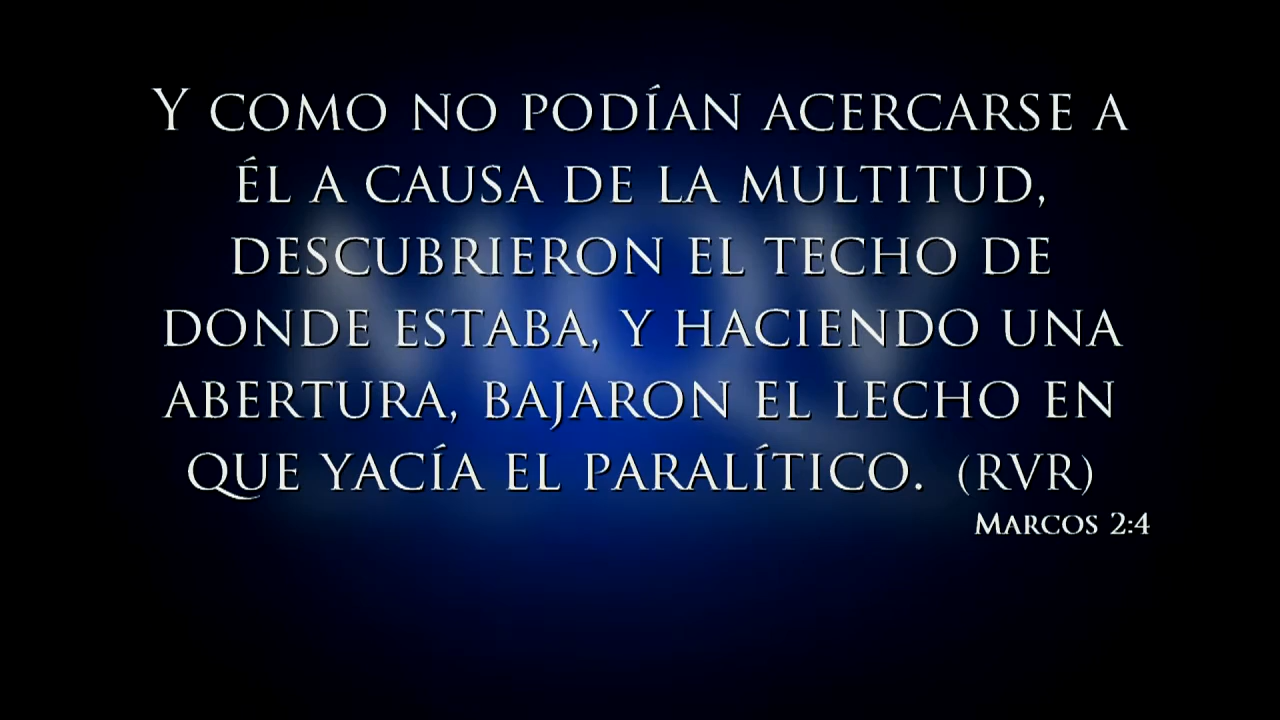 Y COMO NO PODÍAN ACERCARSE A
ÉL A CAUSA DE LA MULTITUD,
DESCUBRIERON EL TECHO DE
DONDE ESTABA, Y HACIENDO UNA
ABERTURA, BAJARON EL LECHO EN
QUE YACÍA EL PARALÍTICO. (RVR)
MARCOS 2:4